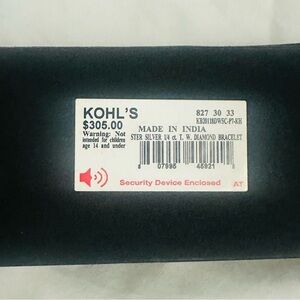 KOHL'S
$305.00
Warning: Not
intended for children
age 14 and under
827 30 33
MADE IN INDIA
STER SILVER 1/4 ct. T. W. DIAMOND BRACELET
Security Device Enclosed AT